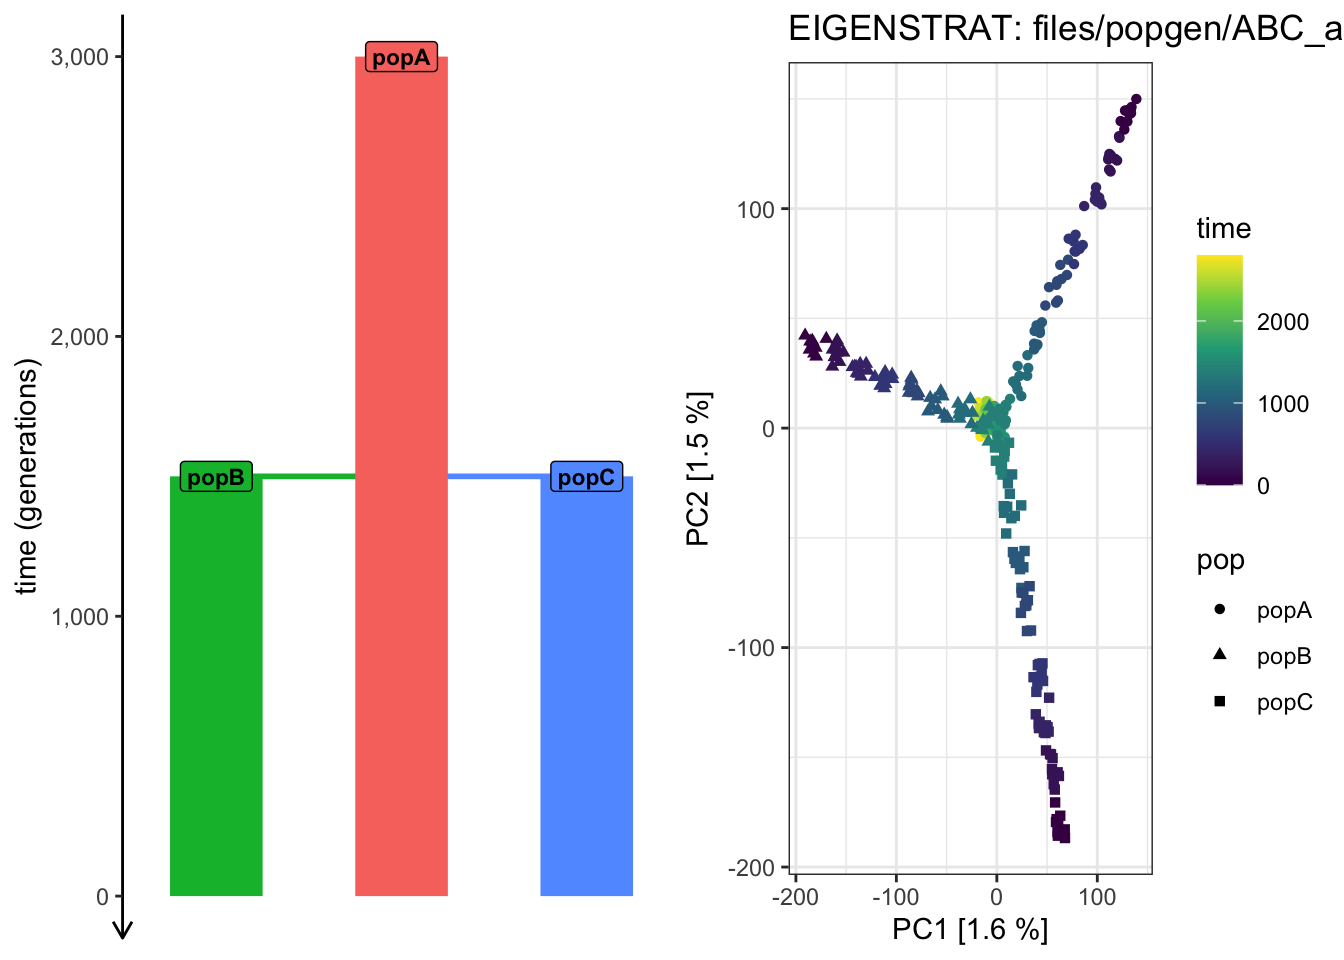 time (generations)
3,000
2,000
1,000
0
popA
popB
popC
EIGENSTRAT: files/popgen/ABC_a
PC2 [1.5 %]
100
0
-100
-200
-200
-100
0
100
PC1 [1.6 %]
time
2000
1000
0
pop
popA
popB
popC